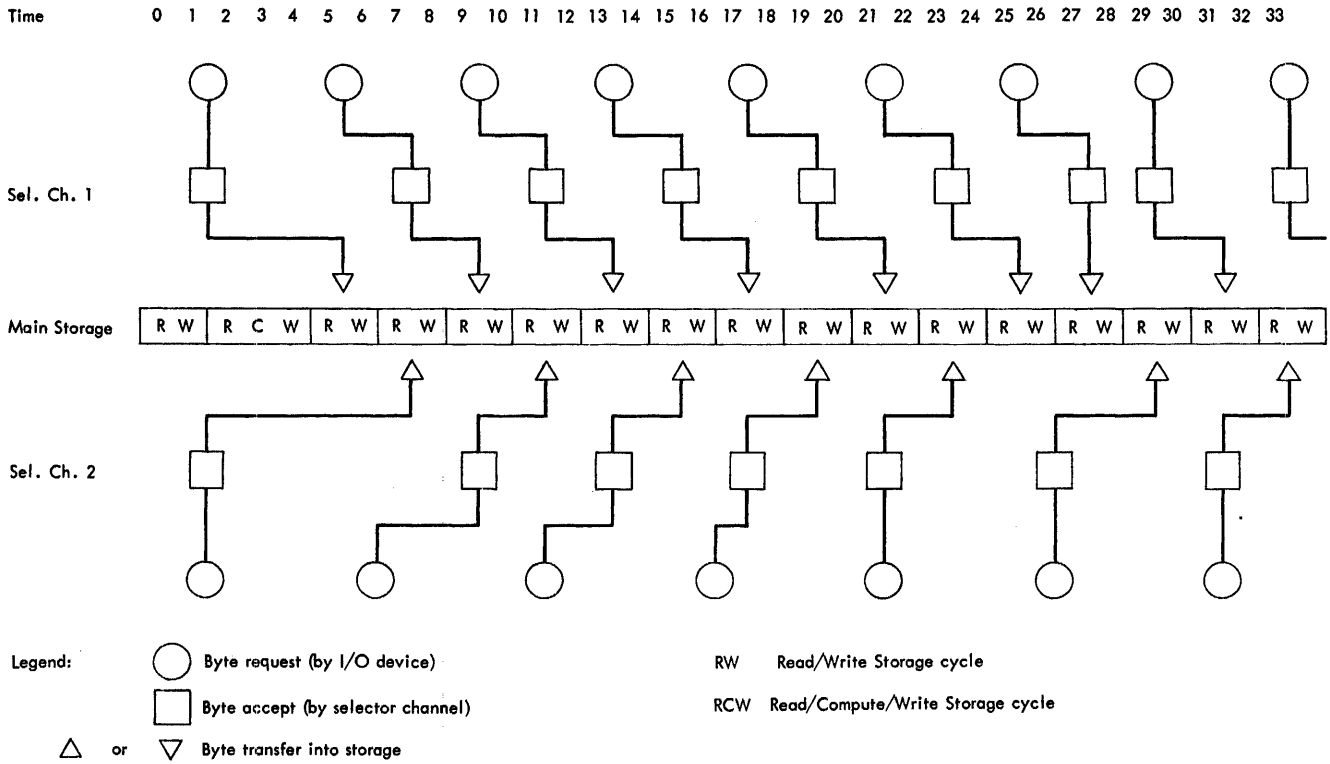 Time 0 1 2 3 4 5 6 7 8 9 10 11 12 13 14 15 16 17 18 19 20 21 22 23 24 25 26 27 28 29 30 31 32 33
Sel. Ch. 1
Main Storage R W R C W R W R W R W R W R W R W R W R W R W R W R W R W R W R W R W
Sel. Ch. 2
Legend: Byte request (by I/O device) RW Read/Write Storage cycle
Byte accept (by selector channel) RCW Read/Compute/Write Storage cycle
or Byte transfer into storage